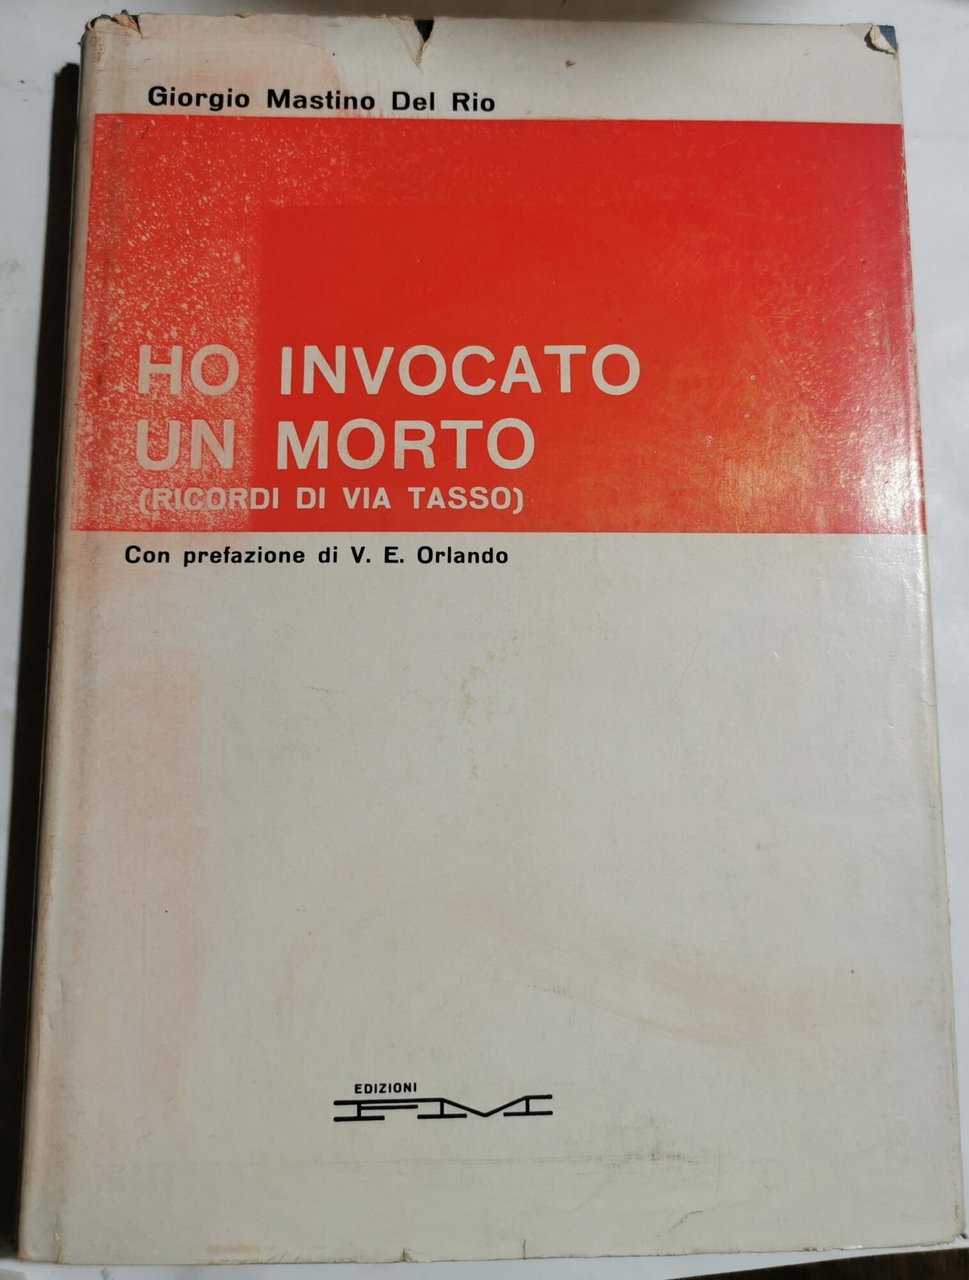 Giorgio Mastino Del Rio
HO INVOCATO
UN MORTO
(RICORDI DI VIA TASSO)
Con prefazione di V. E. Orlando
EDIZIONI
FM